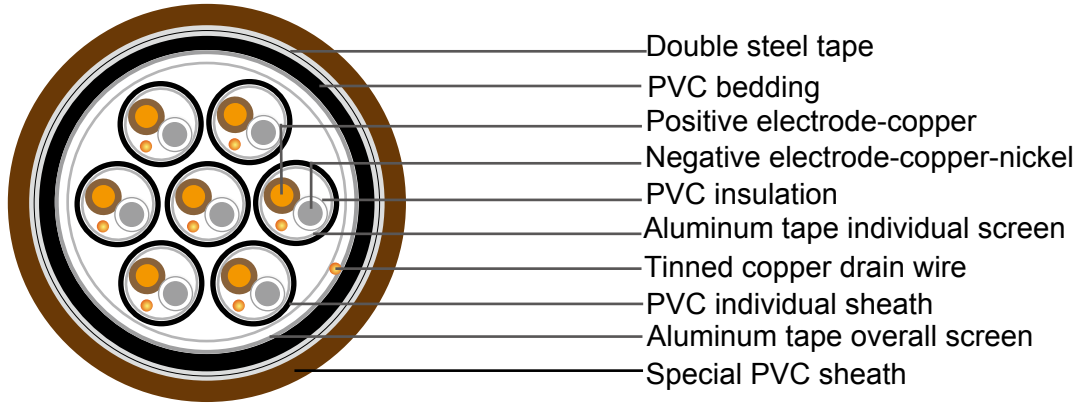 Double steel tape
PVC bedding
Positive electrode-copper
Negative electrode-copper-nickel
PVC insulation
Aluminum tape individual screen
Tinned copper drain wire
PVC individual sheath
Aluminum tape overall screen
Special PVC sheath